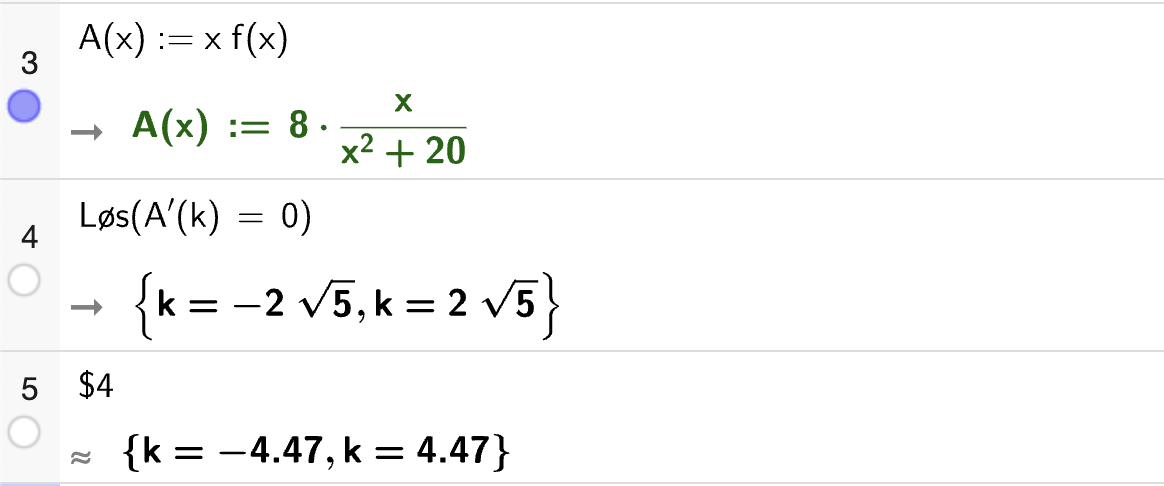 3
A(x) := x f(x)
→ A(x) := 8 · x / (x² + 20)
4
Løs(A′(k) = 0)
→ {k = −2 √5, k = 2 √5}
5
$4
≈ {k = −4.47, k = 4.47}